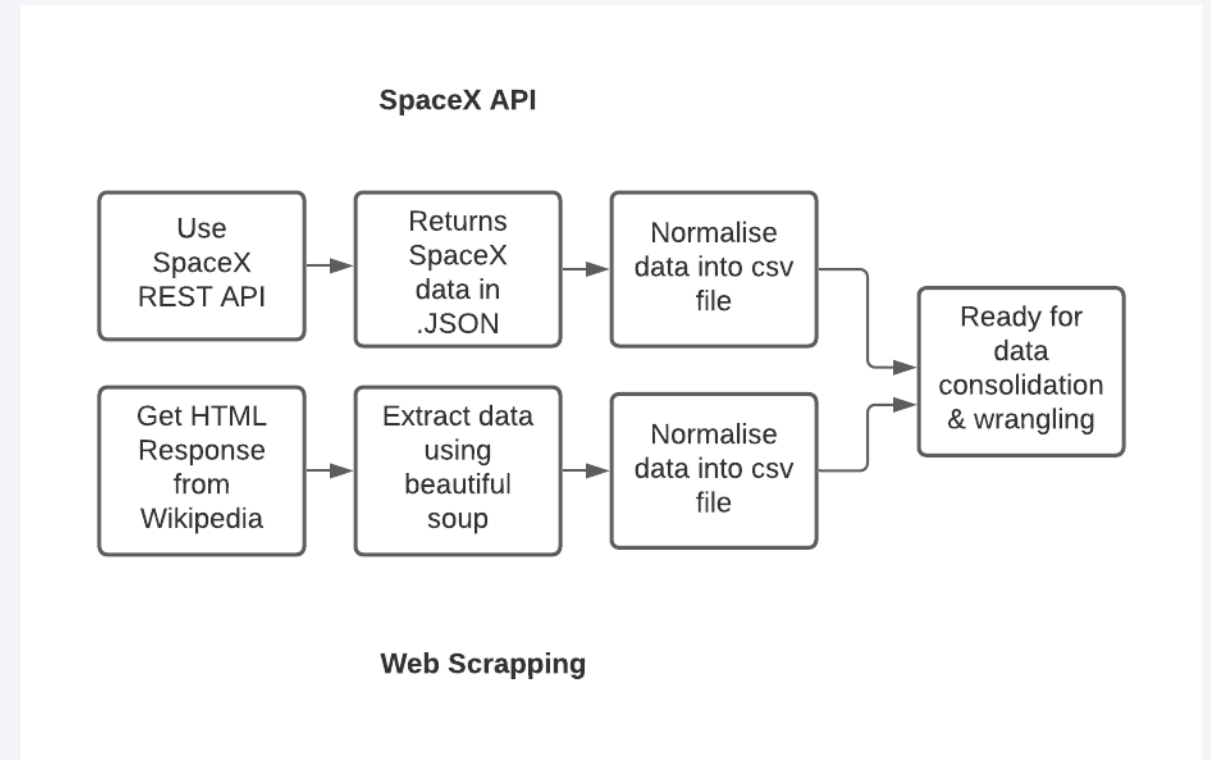 SpaceX API
Use
SpaceX
REST API
Returns
SpaceX
data in
.JSON
Normalise
data into csv
file
Ready for
data
consolidation
& wrangling
Get HTML
Response
from
Wikipedia
Extract data
using
beautiful
soup
Normalise
data into csv
file
Web Scrapping